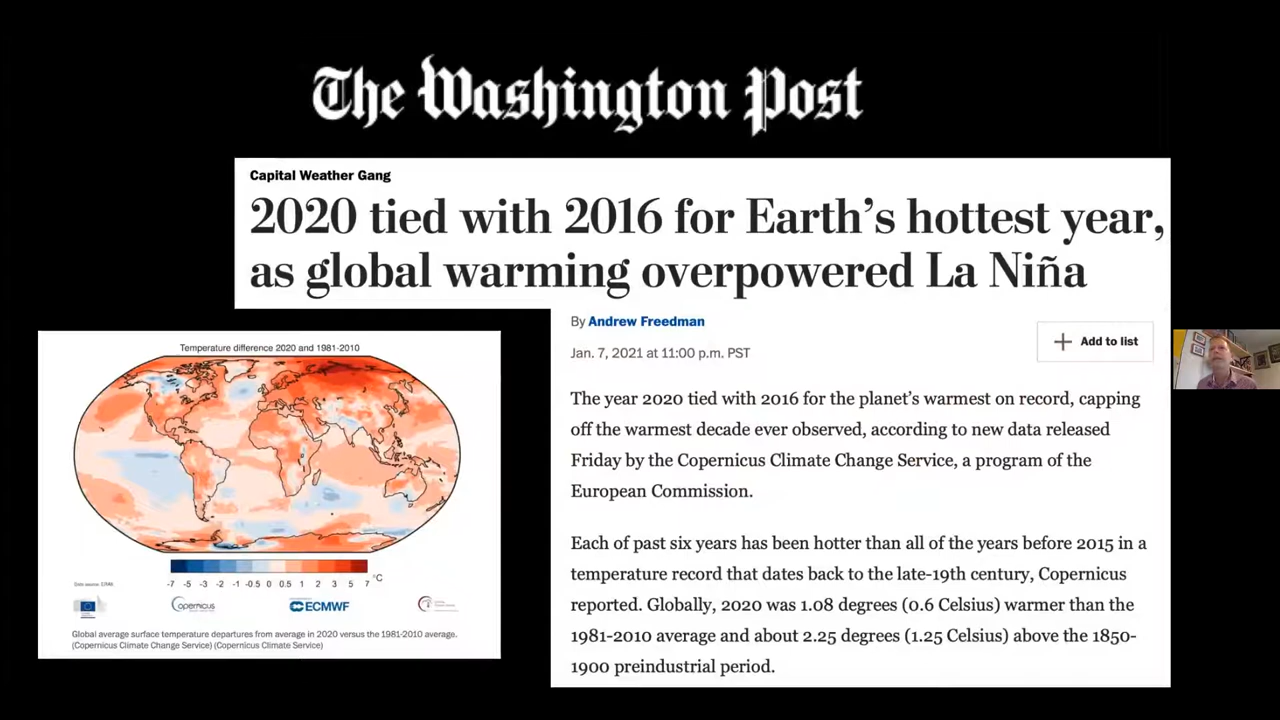 The Washington Post
Capital Weather Gang
2020 tied with 2016 for Earth's hottest year,
as global warming overpowered La Niña
By Andrew Freedman
Jan. 7, 2021 at 11:00 p.m. PST
Add to list
The year 2020 tied with 2016 for the planet's warmest on record, capping
off the warmest decade ever observed, according to new data released
Friday by the Copernicus Climate Change Service, a program of the
European Commission.
Each of past six years has been hotter than all of the years before 2015 in a
temperature record that dates back to the late-19th century, Copernicus
reported. Globally, 2020 was 1.08 degrees (0.6 Celsius) warmer than the
1981-2010 average and about 2.25 degrees (1.25 Celsius) above the 1850-
1900 preindustrial period.
Temperature difference 2020 and 1981-2010
-7 -5 -3 -2 -1 -0.5 0 0.5 1 2 3 5 7 °C
Data source:
Copernicus
ECMWF
Global average surface temperature departures from average in 2020 versus the 1981-2010 average.
(Copernicus Climate Change Service) (Copernicus Climate Service)